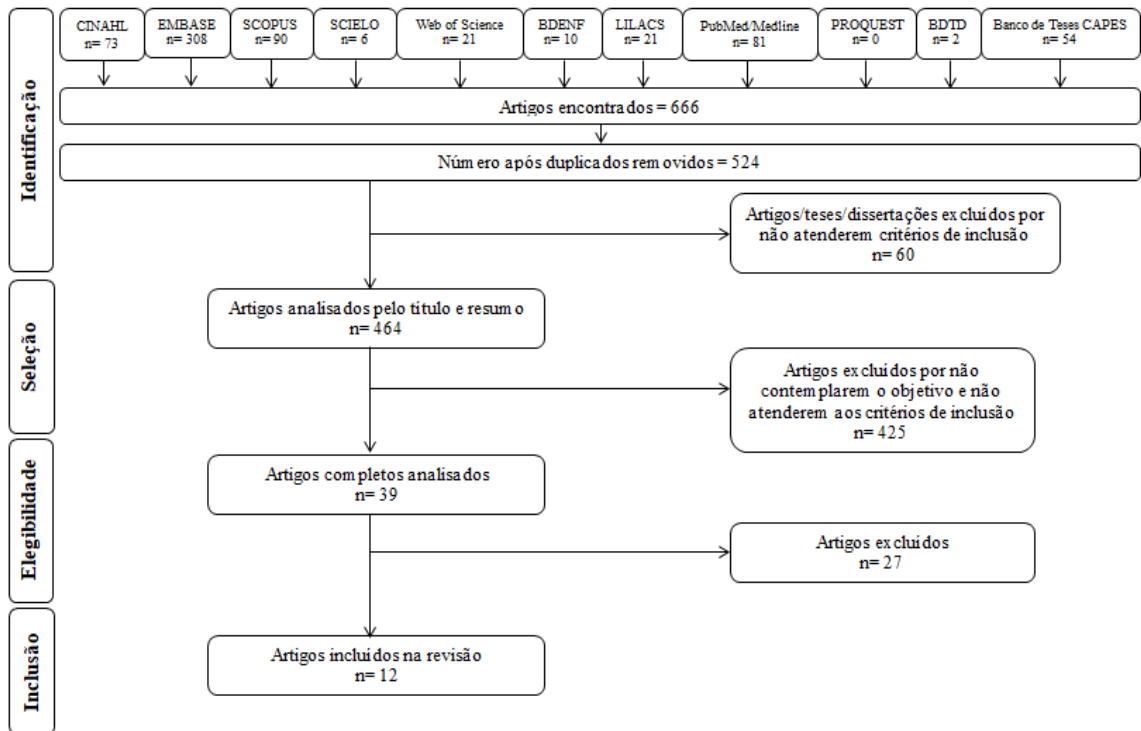 CINAHL
n= 73
EMBASE
n= 308
SCOPUS
n= 90
SCIELO
n= 6
Web of Science
n= 21
BDENF
n= 10
LILACS
n= 21
PubMed/Medline
n= 81
PROQUEST
n= 0
BDTD
n= 2
Banco de Teses CAPES
n= 54
Identificação
Artigos encontrados = 666
Número após duplicados removidos = 524
Artigos/teses/dissertações excluidos por
não atenderem critérios de inclusão
n= 60
Seleção
Artigos analisados pelo título e resumo
n= 464
Artigos excluidos por não
contemplarem o objetivo e não
atenderem aos critérios de inclusão
n= 425
Elegibilidade
Artigos completos analisados
n= 39
Artigos excluidos
n= 27
Inclusão
Artigos incluidos na revisão
n= 12